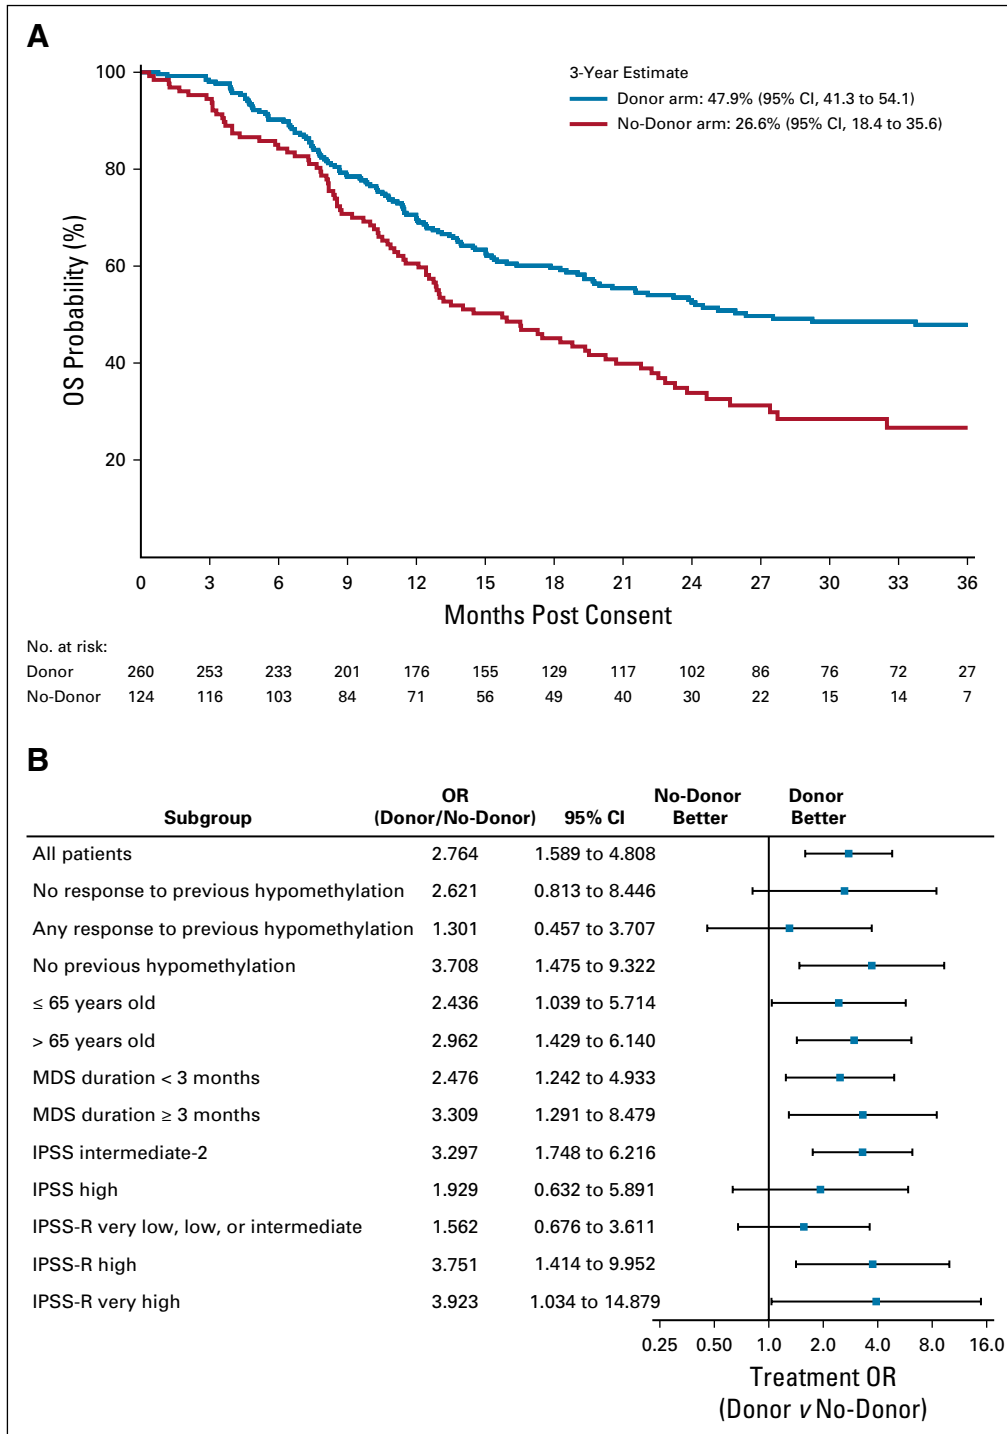 A
100
80
60
40
20
OS Probability (%)
3-Year Estimate
Donor arm: 47.9% (95% CI, 41.3 to 54.1)
No-Donor arm: 26.6% (95% CI, 18.4 to 35.6)
0 3 6 9 12 15 18 21 24 27 30 33 36
Months Post Consent
No. at risk:
Donor 260 253 233 201 176 155 129 117 102 86 76 72 27
No-Donor 124 116 103 84 71 56 49 40 30 22 15 14 7
B
Subgroup OR (Donor/No-Donor) 95% CI No-Donor Better Donor Better
All patients 2.764 1.589 to 4.808
No response to previous hypomethylation 2.621 0.813 to 8.446
Any response to previous hypomethylation 1.301 0.457 to 3.707
No previous hypomethylation 3.708 1.475 to 9.322
≤ 65 years old 2.436 1.039 to 5.714
> 65 years old 2.962 1.429 to 6.140
MDS duration < 3 months 2.476 1.242 to 4.933
MDS duration ≥ 3 months 3.309 1.291 to 8.479
IPSS intermediate-2 3.297 1.748 to 6.216
IPSS high 1.929 0.632 to 5.891
IPSS-R very low, low, or intermediate 1.562 0.676 to 3.611
IPSS-R high 3.751 1.414 to 9.952
IPSS-R very high 3.923 1.034 to 14.879
0.25 0.50 1.0 2.0 4.0 8.0 16.0
Treatment OR
(Donor v No-Donor)